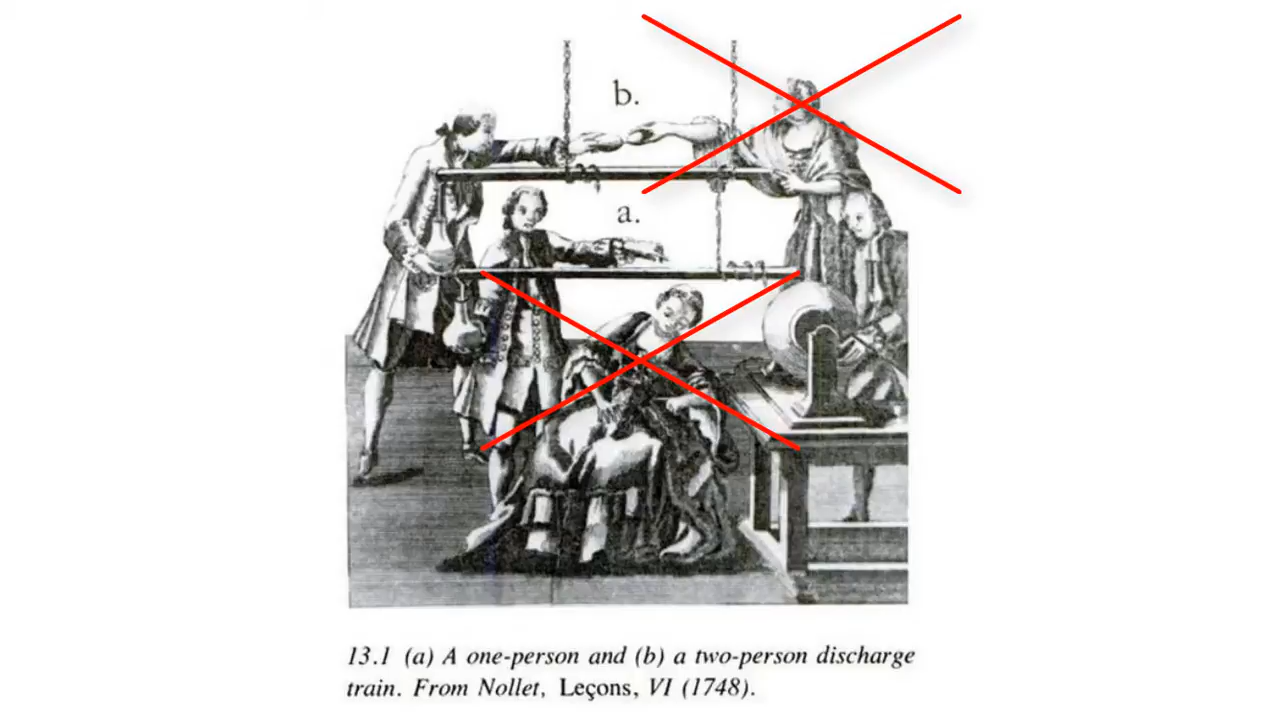 b.
a.
13.1 (a) A one-person and (b) a two-person discharge
train. From Nollet, Leçons, VI (1748).